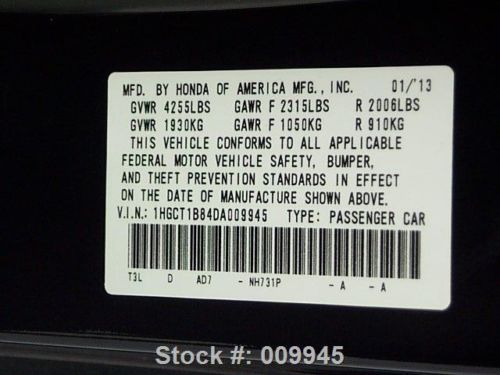 MFD. BY HONDA OF AMERICA MFG., INC. 01/'13
GVWR 4255LBS GAWR F 2315LBS R 2006LBS
GVWR 1930KG GAWR F 1050KG R 910KG
THIS VEHICLE CONFORMS TO ALL APPLICABLE
FEDERAL MOTOR VEHICLE SAFETY, BUMPER,
AND THEFT PREVENTION STANDARDS IN EFFECT
ON THE DATE OF MANUFACTURE SHOWN ABOVE.
V.I.N.: 1HGCT1B84DA009945 TYPE: PASSENGER CAR
T3L D AD7 - NH731P - A - A
Stock #: 009945